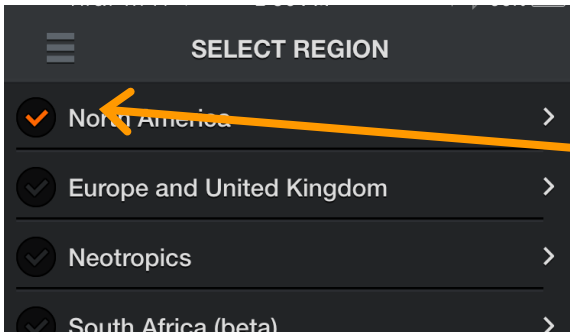 SELECT REGION
North America
Europe and United Kingdom
Neotropics
South Africa (beta)